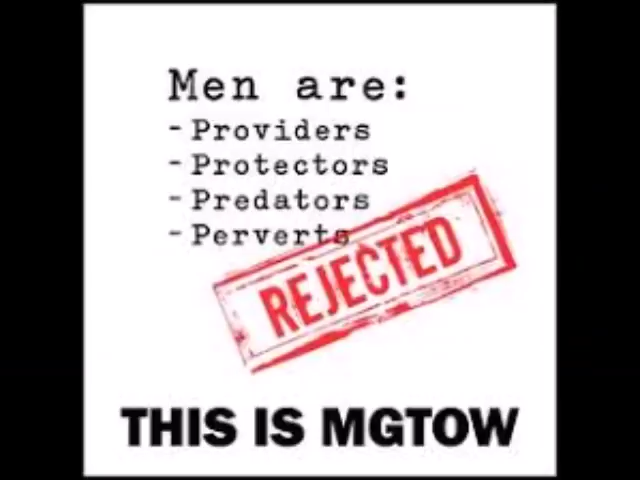 Men are:
- Providers
- Protectors
- Predators
- Perverts
REJECTED
THIS IS MGTOW